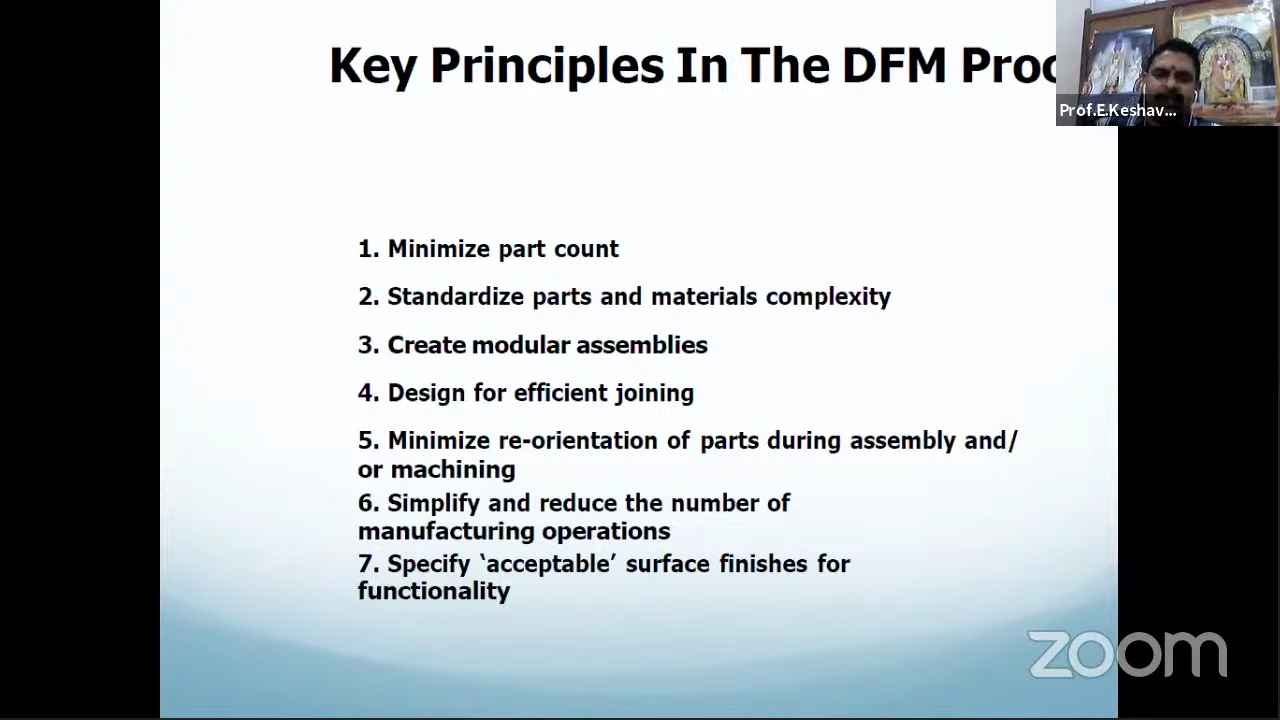 Key Principles In The DFM Proc
Prof.E.Keshav...
1. Minimize part count
2. Standardize parts and materials complexity
3. Create modular assemblies
4. Design for efficient joining
5. Minimize re-orientation of parts during assembly and/
or machining
6. Simplify and reduce the number of
manufacturing operations
7. Specify ‘acceptable’ surface finishes for
functionality
zoom